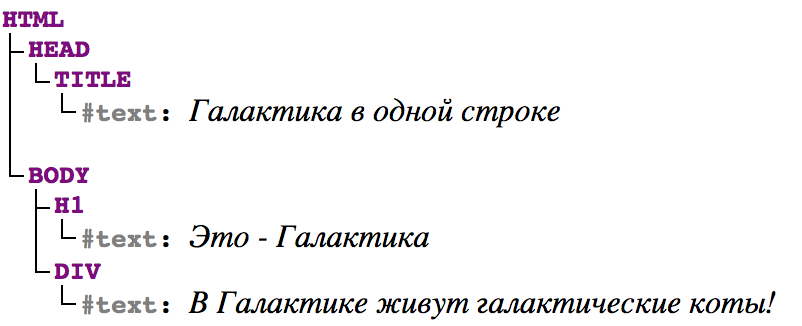 HTML
HEAD
TITLE
#text: Галактика в одной строке
BODY
H1
#text: Это - Галактика
DIV
#text: В Галактике живут галактические коты!